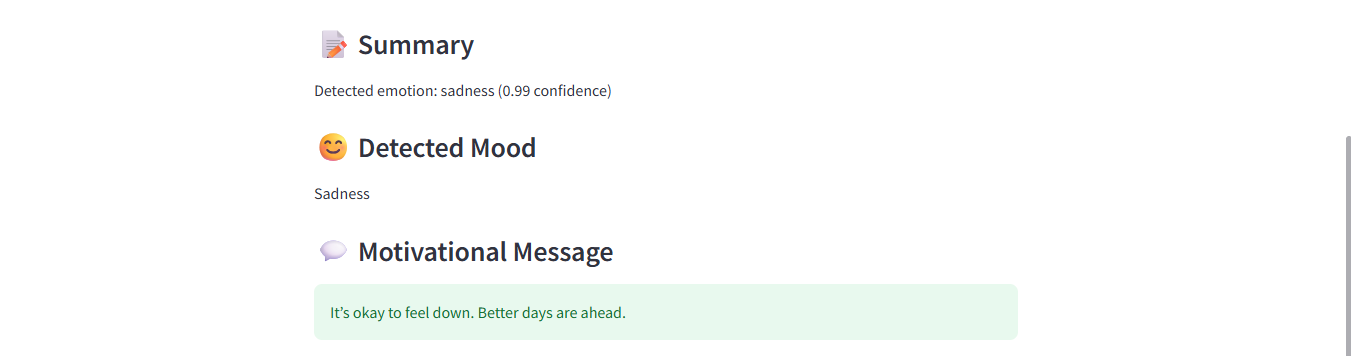 Summary
Detected emotion: sadness (0.99 confidence)
Detected Mood
Sadness
Motivational Message
It’s okay to feel down. Better days are ahead.